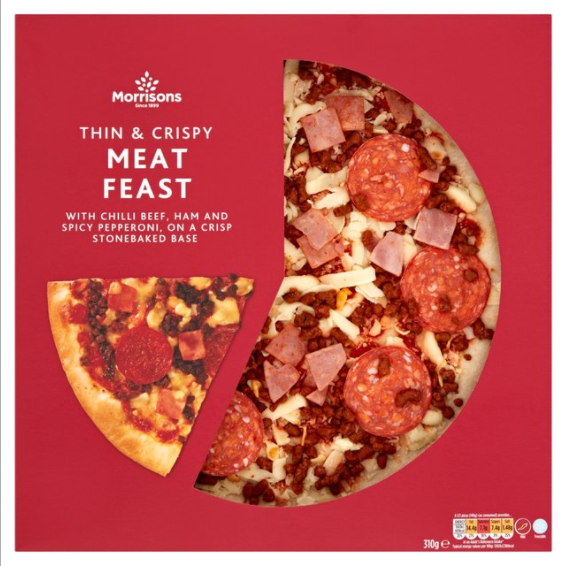 Morrisons
Since 1899
THIN & CRISPY
MEAT
FEAST
WITH CHILLI BEEF, HAM AND
SPICY PEPPERONI, ON A CRISP
STONEBAKED BASE
310g ℮